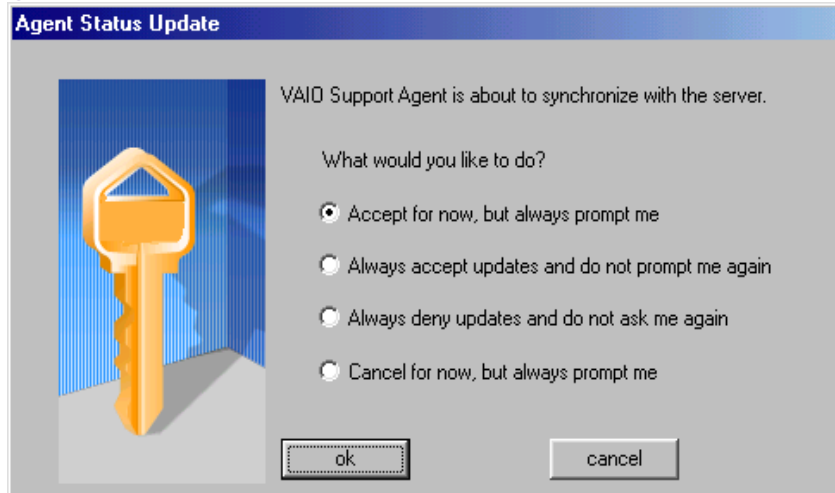 Agent Status Update
VAIO Support Agent is about to synchronize with the server.
What would you like to do?
Accept for now, but always prompt me
Always accept updates and do not prompt me again
Always deny updates and do not ask me again
Cancel for now, but always prompt me
ok
cancel